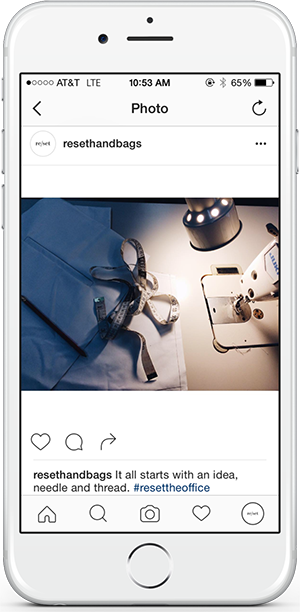 AT&T LTE 10:53 AM 65%
Photo
re/set resethandbags
resethandbags It all starts with an idea,
needle and thread. #resettheoffice
re/set